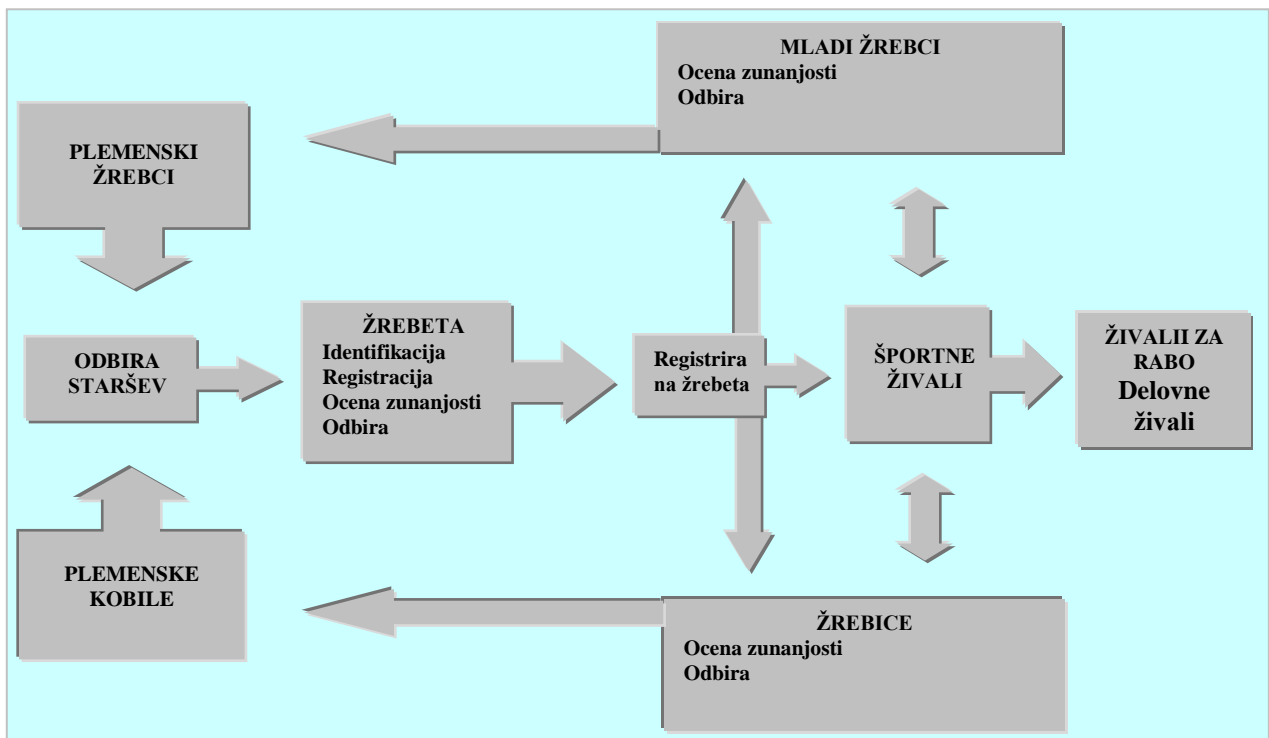 MLADI ŽREBCI
Ocena zunanjosti
Odbira
PLEMENSKI
ŽREBCI
ODBIRA
STARŠEV
ŽREBETA
Identifikacija
Registracija
Ocena zunanjosti
Odbira
Registrira
na žrebeta
ŠPORTNE
ŽIVALI
ŽIVALII ZA
RABO
Delovne
živali
PLEMENSKE
KOBILE
ŽREBICE
Ocena zunanjosti
Odbira